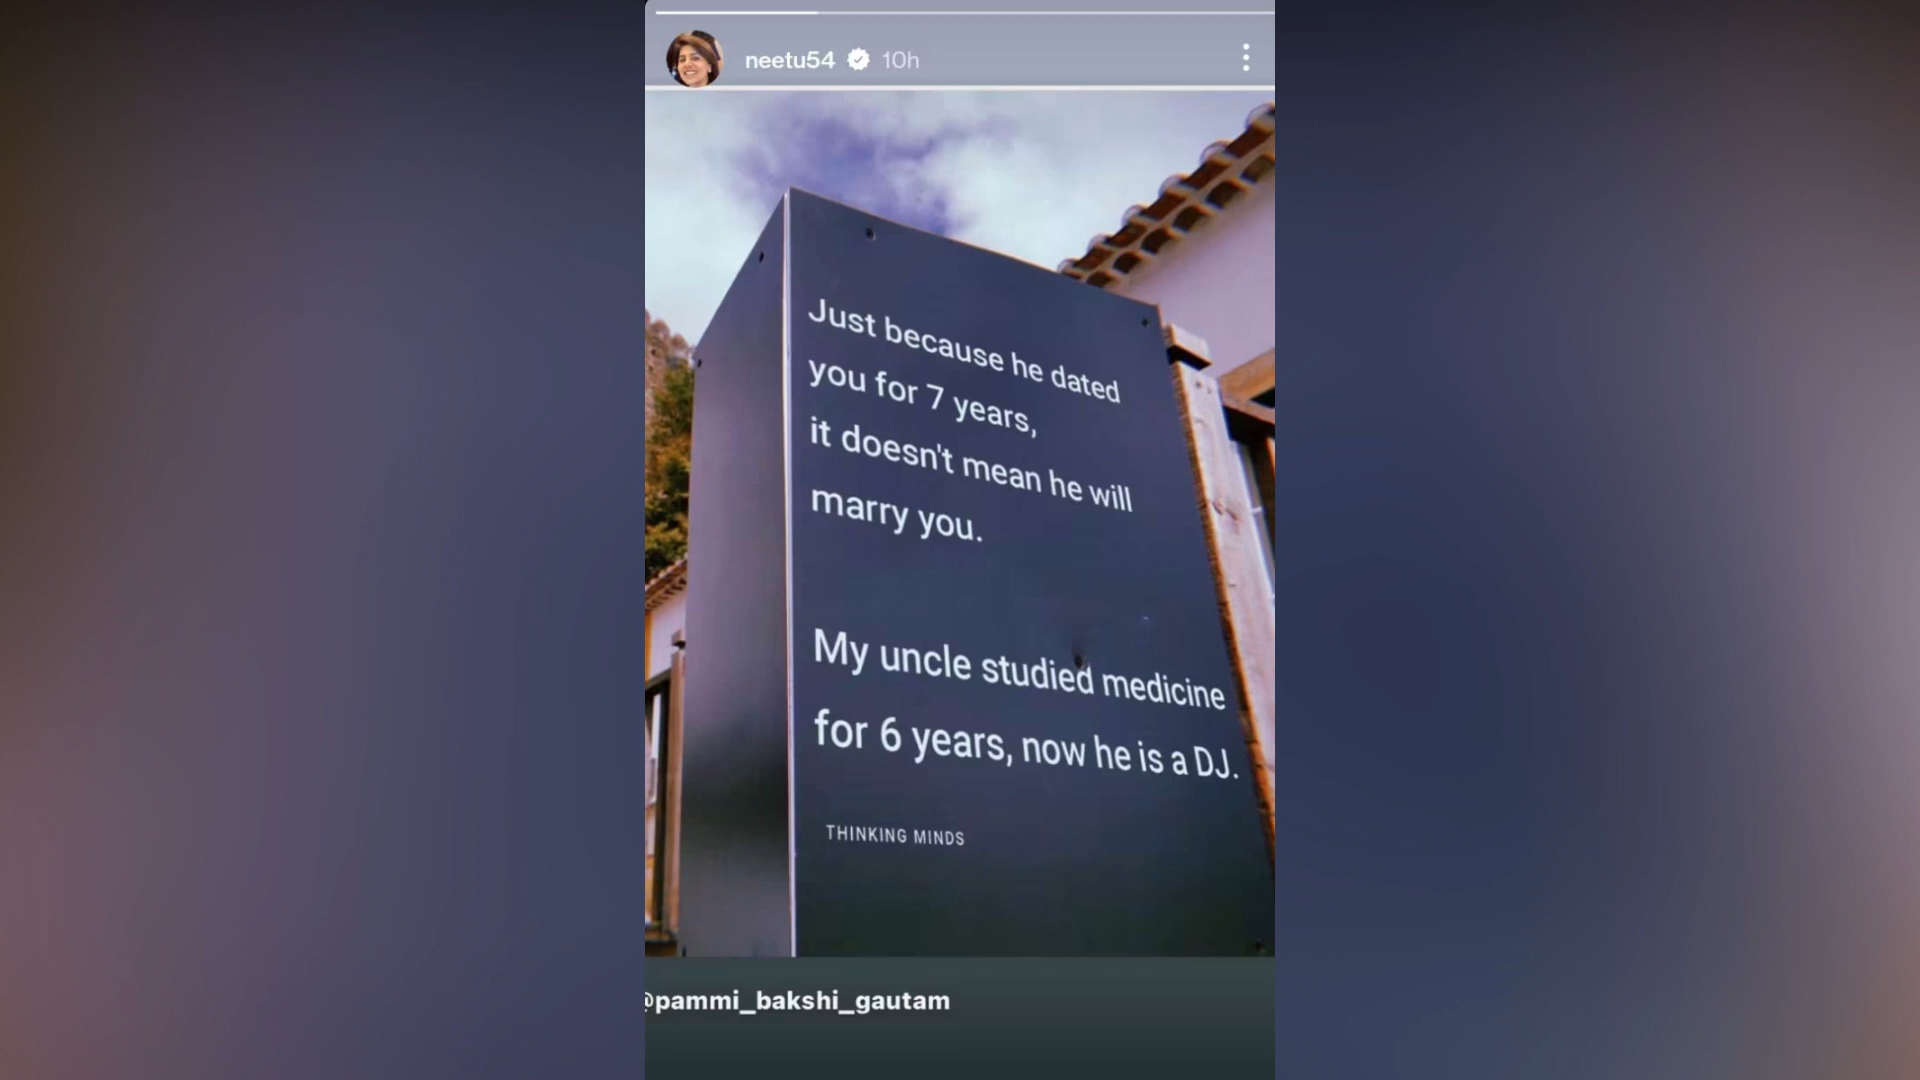 neetu54 10h
Just because he dated
you for 7 years,
it doesn't mean he will
marry you.
My uncle studied medicine
for 6 years, now he is a DJ.
THINKING MINDS
@pammi_bakshi_gautam